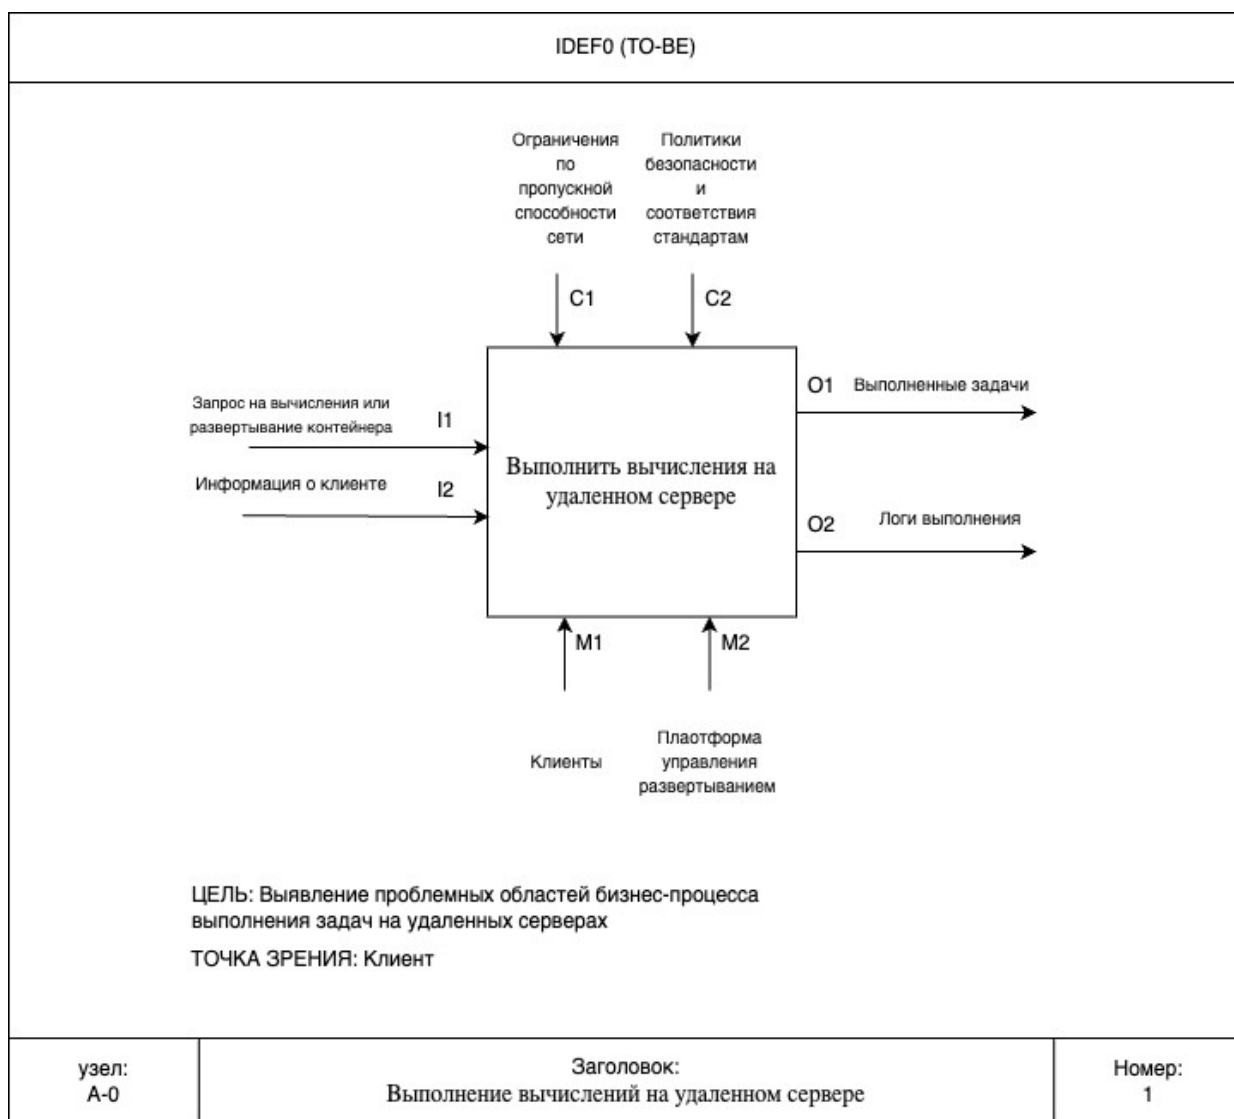 IDEF0 (TO-BE)
Ограничения
по
пропускной
способности
сети
Политики
безопасности
и
соответствия
стандартам
C1
C2
Запрос на вычисления или
развертывание контейнера
I1
Информация о клиенте
I2
Выполнить вычисления на
удаленном сервере
O1
Выполненные задачи
O2
Логи выполнения
M1
M2
Клиенты
Плаотформа
управления
развертыванием
ЦЕЛЬ: Выявление проблемных областей бизнес-процесса
выполнения задач на удаленных серверах
ТОЧКА ЗРЕНИЯ: Клиент
узел:
A-0
Заголовок:
Выполнение вычислений на удаленном сервере
Номер:
1